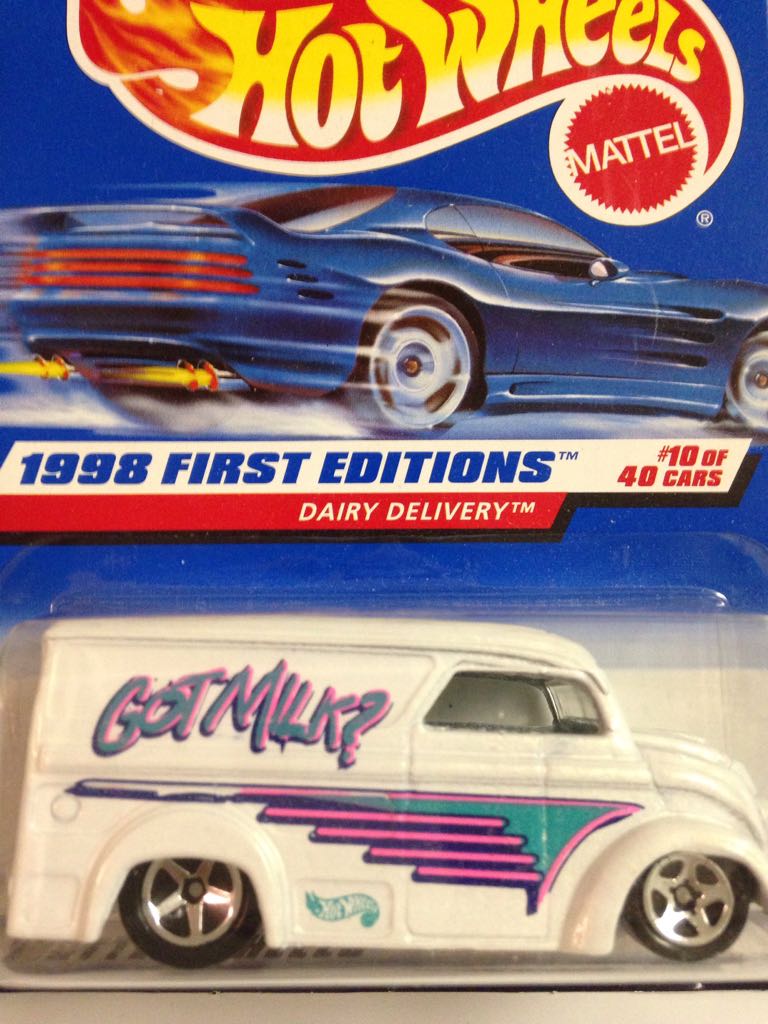 HOT WHEELS
MATTEL
®
1998 FIRST EDITIONS™
#10 OF
40 CARS
DAIRY DELIVERY™
GOT MILK?
HOT WHEELS